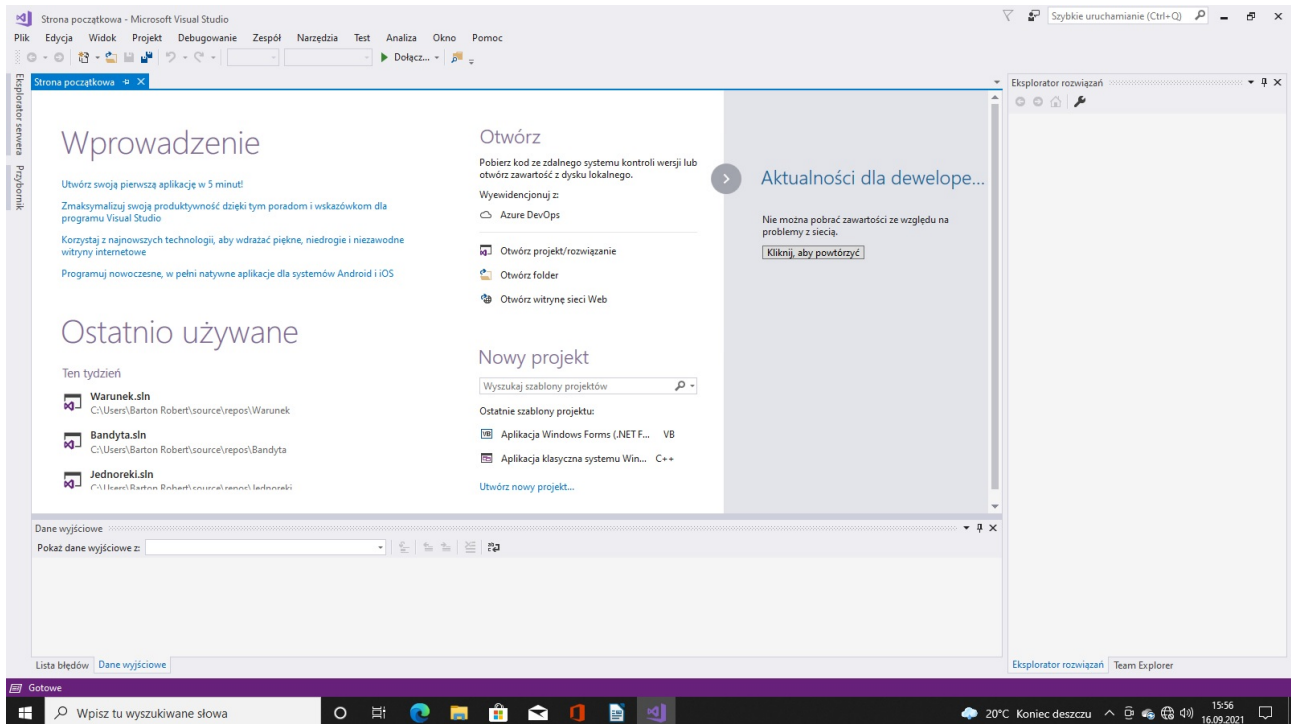 Strona początkowa - Microsoft Visual Studio
Szybkie uruchamianie (Ctrl+Q)
Plik Edycja Widok Projekt Debugowanie Zespół Narzędzia Test Analiza Okno Pomoc
Dołącz...
Eksplorator serwera
Przybornik
Strona początkowa
Wprowadzenie
Utwórz swoją pierwszą aplikację w 5 minut!
Zmaksymalizuj swoją produktywność dzięki tym poradom i wskazówkom dla
programu Visual Studio
Korzystaj z najnowszych technologii, aby wdrażać piękne, niedrogie i niezawodne
witryny internetowe
Programuj nowoczesne, w pełni natywne aplikacje dla systemów Android i iOS
Ostatnio używane
Ten tydzień
Warunek.sln
C:\Users\Barton Robert\source\repos\Warunek
Bandyta.sln
C:\Users\Barton Robert\source\repos\Bandyta
Jednoreki.sln
C:\Users\Barton Robert\source\repos\Jednoreki
Otwórz
Pobierz kod ze zdalnego systemu kontroli wersji lub
otwórz zawartość z dysku lokalnego.
Wyewidencjonuj z:
Azure DevOps
Otwórz projekt/rozwiązanie
Otwórz folder
Otwórz witrynę sieci Web
Nowy projekt
Wyszukaj szablony projektów
Ostatnie szablony projektu:
VB Aplikacja Windows Forms (.NET F... VB
Aplikacja klasyczna systemu Win... C++
Utwórz nowy projekt...
Aktualności dla dewelope...
Nie można pobrać zawartości ze względu na
problemy z siecią.
Kliknij, aby powtórzyć
Eksplorator rozwiązań
Dane wyjściowe
Pokaż dane wyjściowe z:
Lista błędów Dane wyjściowe
Eksplorator rozwiązań Team Explorer
Gotowe
Wpisz tu wyszukiwane słowa
20°C Koniec deszczu
15:56
16.09.2021